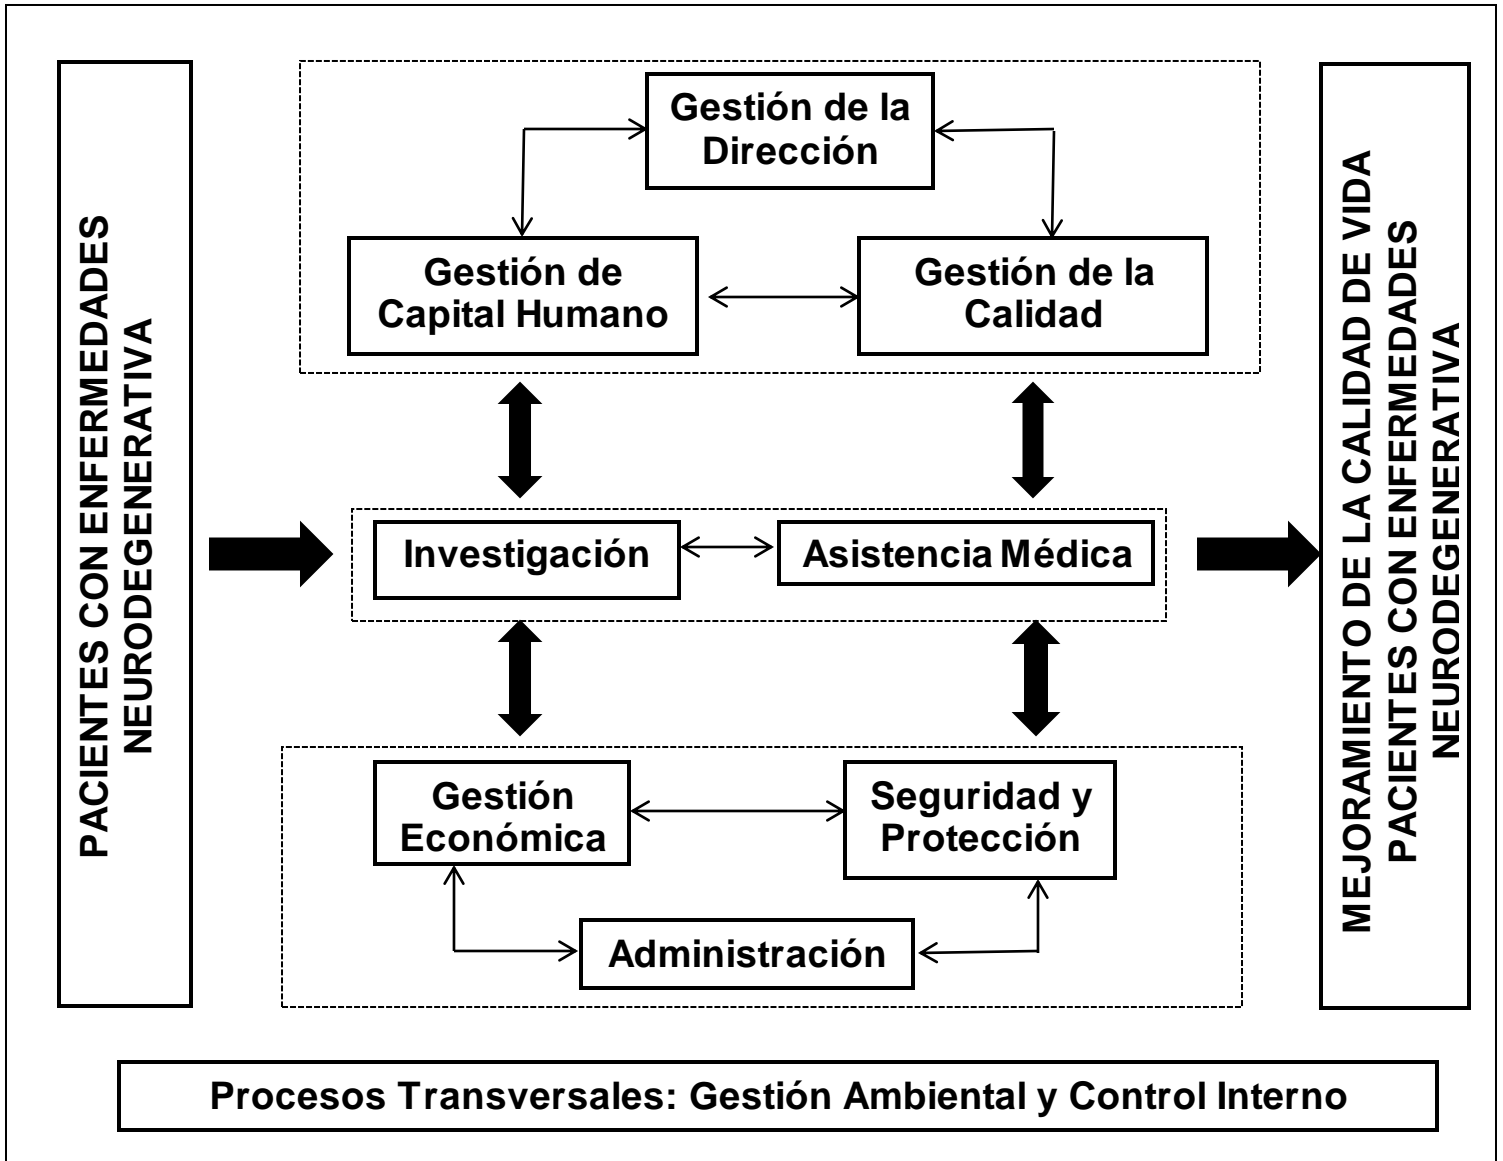 PACIENTES CON ENFERMEDADES
NEURODEGENERATIVA
Gestión de la
Dirección
Gestión de
Capital Humano
Gestión de la
Calidad
Investigación
Asistencia Médica
Gestión
Económica
Seguridad y
Protección
Administración
MEJORAMIENTO DE LA CALIDAD DE VIDA
PACIENTES CON ENFERMEDADES
NEURODEGENERATIVA
Procesos Transversales: Gestión Ambiental y Control Interno